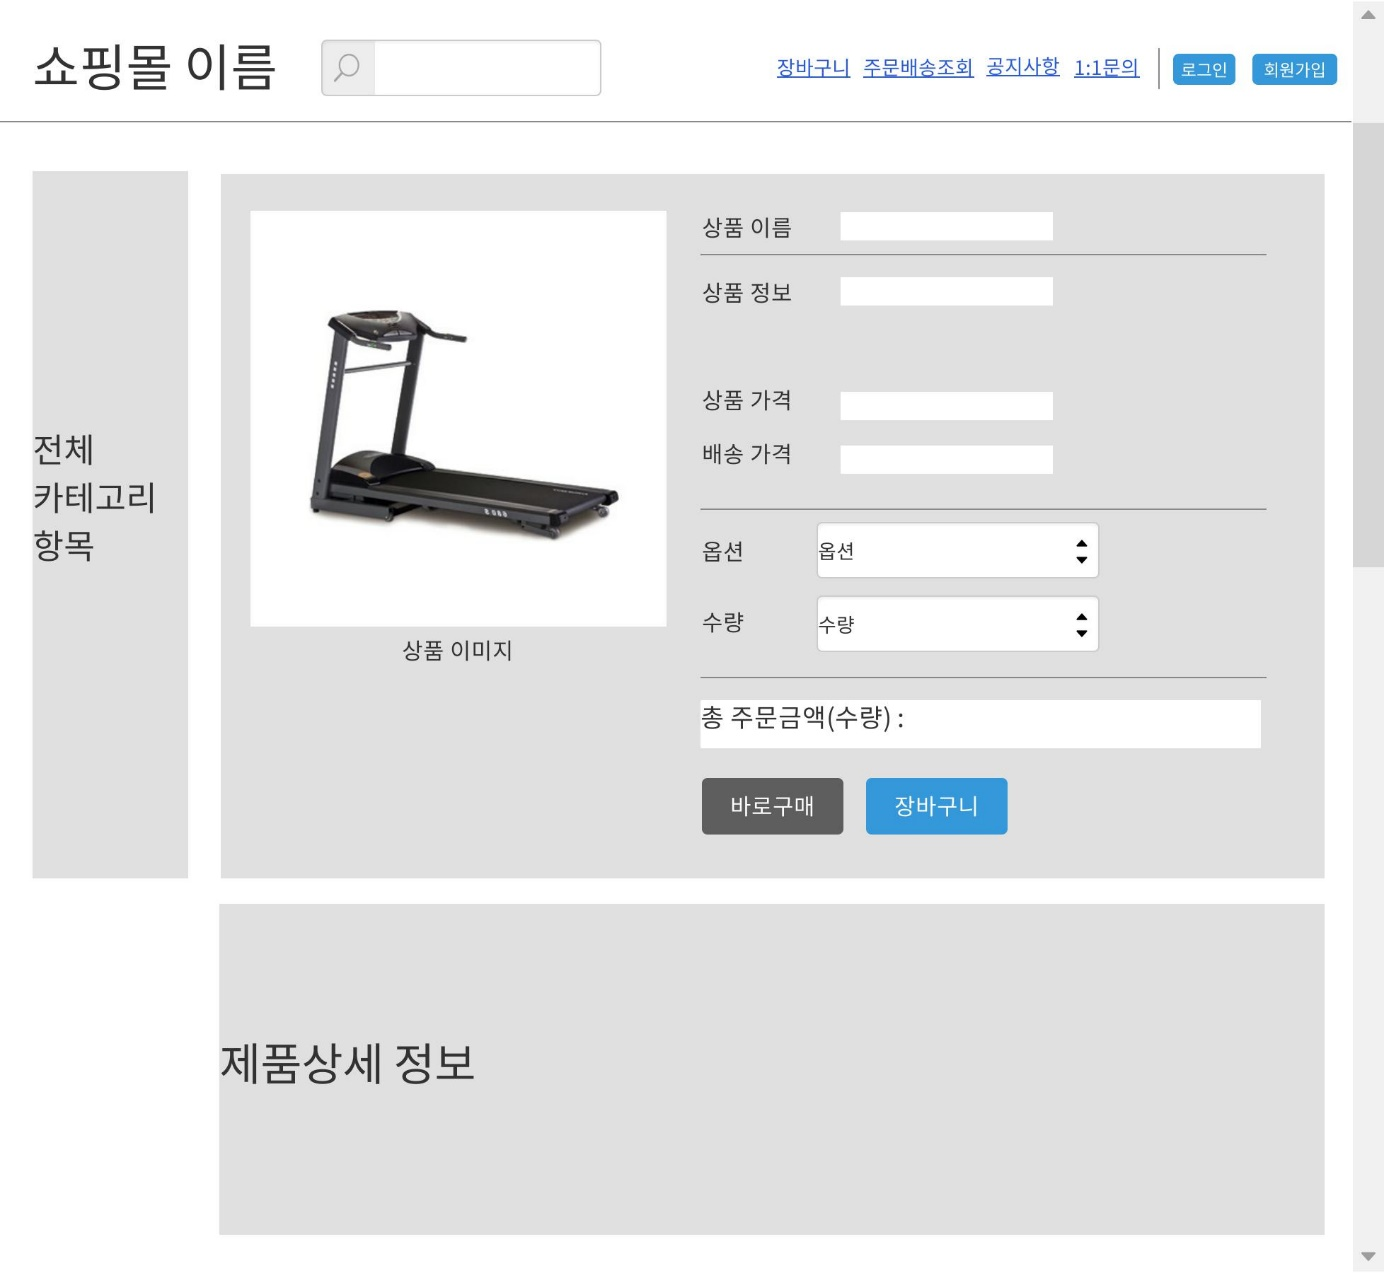 쇼핑몰 이름
장바구니 주문배송조회 공지사항 1:1문의 로그인 회원가입
전체
카테고리
항목
상품 이미지
상품 이름
상품 정보
상품 가격
배송 가격
옵션 옵션
수량 수량
총 주문금액(수량) :
바로구매 장바구니
제품상세 정보